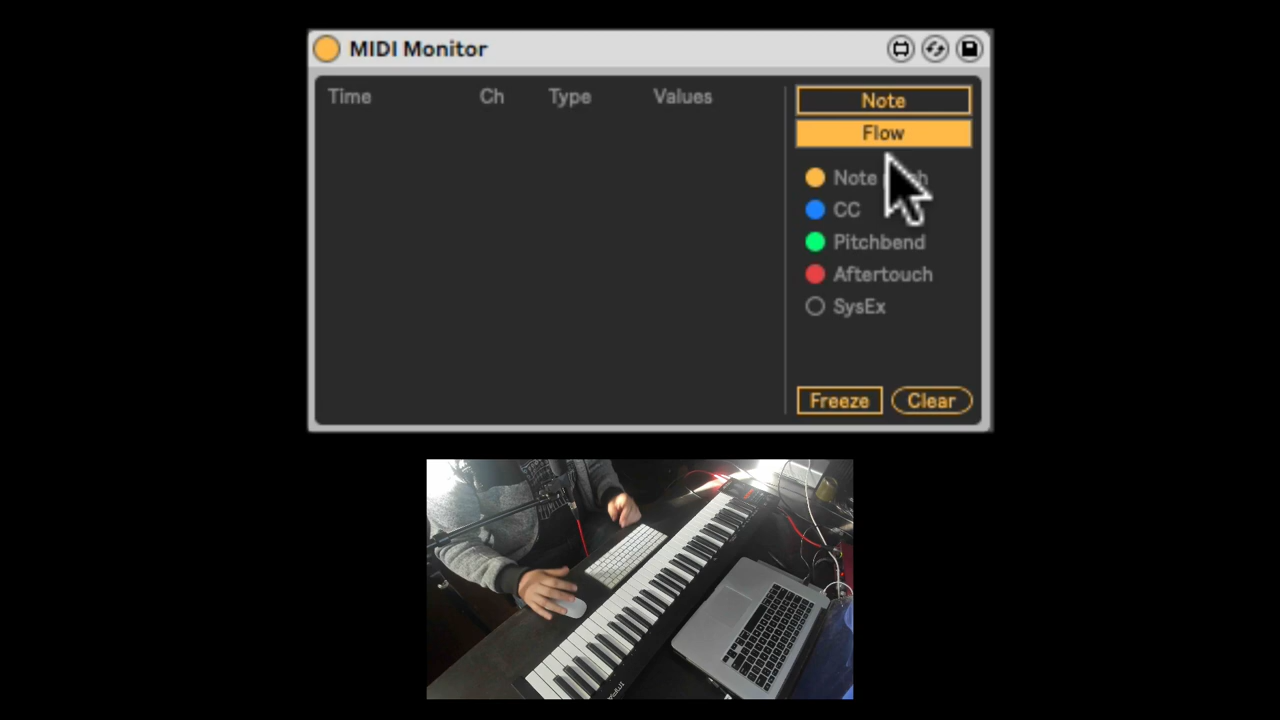 MIDI Monitor
Time Ch Type Values
Note
Flow
Note
CC
Pitchbend
Aftertouch
SysEx
Freeze Clear